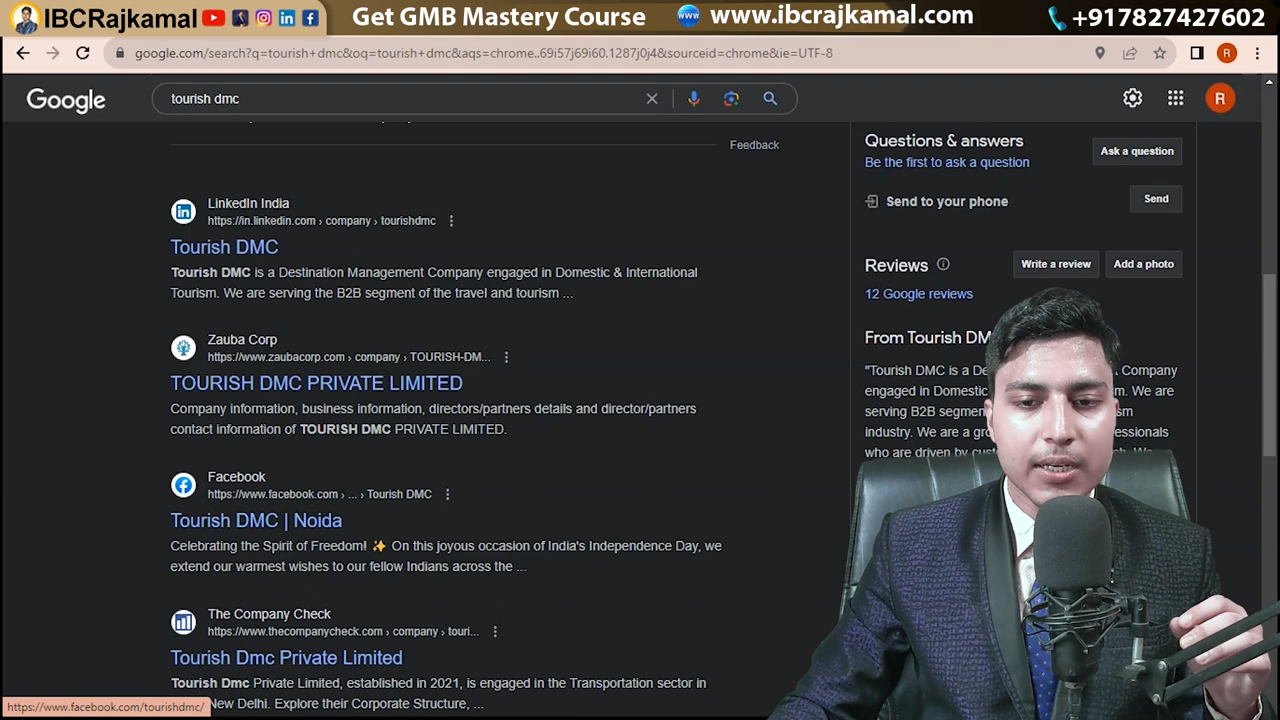 IBCRajkamal
Get GMB Mastery Course
www.ibcrajkamal.com
+917827427602
google.com/search?q=tourish+dmc&oq=tourish+dmc&aqs=chrome..69i57j69i60.1287j0j4&sourceid=chrome&ie=UTF-8
R
Google
tourish dmc
R
Feedback
Questions & answers
Be the first to ask a question
Ask a question
Send to your phone
Send
Reviews
Write a review
Add a photo
12 Google reviews
From Tourish DM
"Tourish DMC is a De Company
engaged in Domestic
We are
serving B2B segmen
industry. We are a gro
who are driven by
We
LinkedIn India
https://in.linkedin.com › company › tourishdmc
Tourish DMC
Tourish DMC is a Destination Management Company engaged in Domestic & International
Tourism. We are serving the B2B segment of the travel and tourism ...
Zauba Corp
https://www.zaubacorp.com › company › TOURISH-DM...
TOURISH DMC PRIVATE LIMITED
Company information, business information, directors/partners details and director/partners
contact information of TOURISH DMC PRIVATE LIMITED.
Facebook
https://www.facebook.com › ... › Tourish DMC
Tourish DMC | Noida
Celebrating the Spirit of Freedom! ✨ On this joyous occasion of India's Independence Day, we
extend our warmest wishes to our fellow Indians across the ...
The Company Check
https://www.thecompanycheck.com › company › touri...
Tourish Dmc Private Limited
Tourish Dmc Private Limited, established in 2021, is engaged in the Transportation sector in
New Delhi. Explore their Corporate Structure, ...
https://www.facebook.com/tourishdmc/